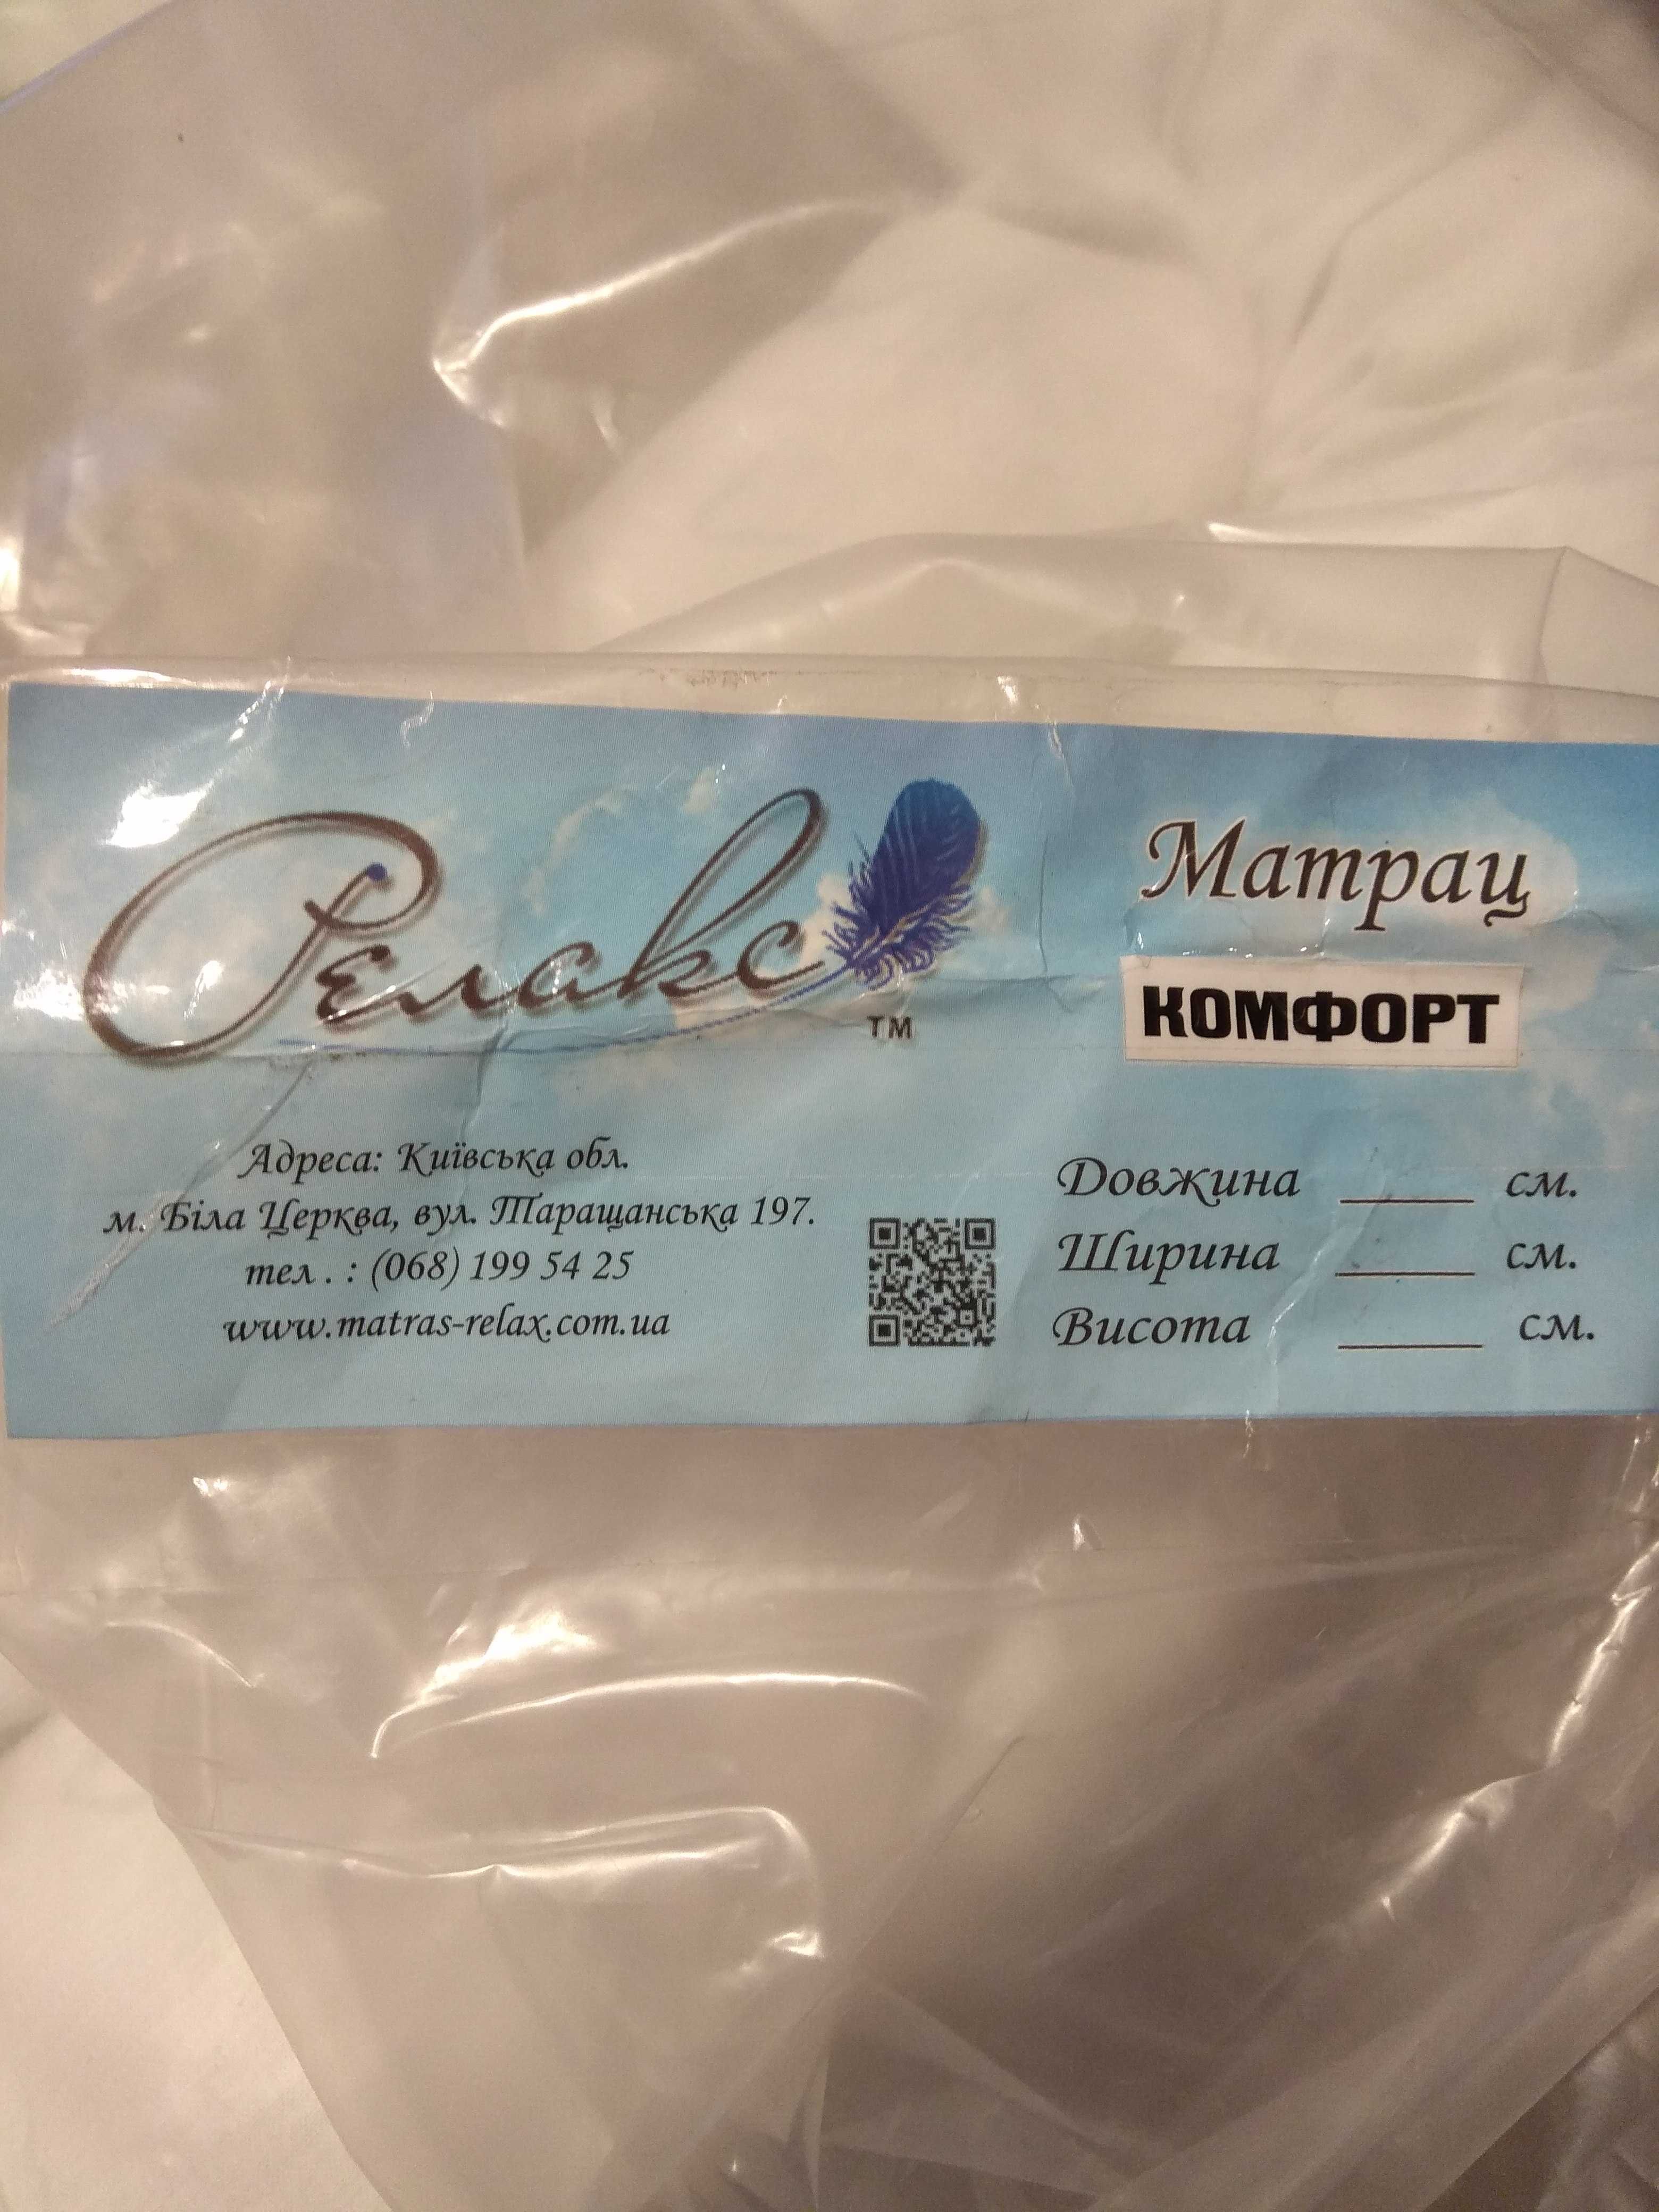 Релакс
TM
Матрац
КОМФОРТ
Адреса: Київська обл.
м. Біла Церква, вул. Таращанська 197.
тел. : (068) 199 54 25
www.matras-relax.com.ua
Довжина _____ см.
Ширина _____ см.
Висота _____ см.